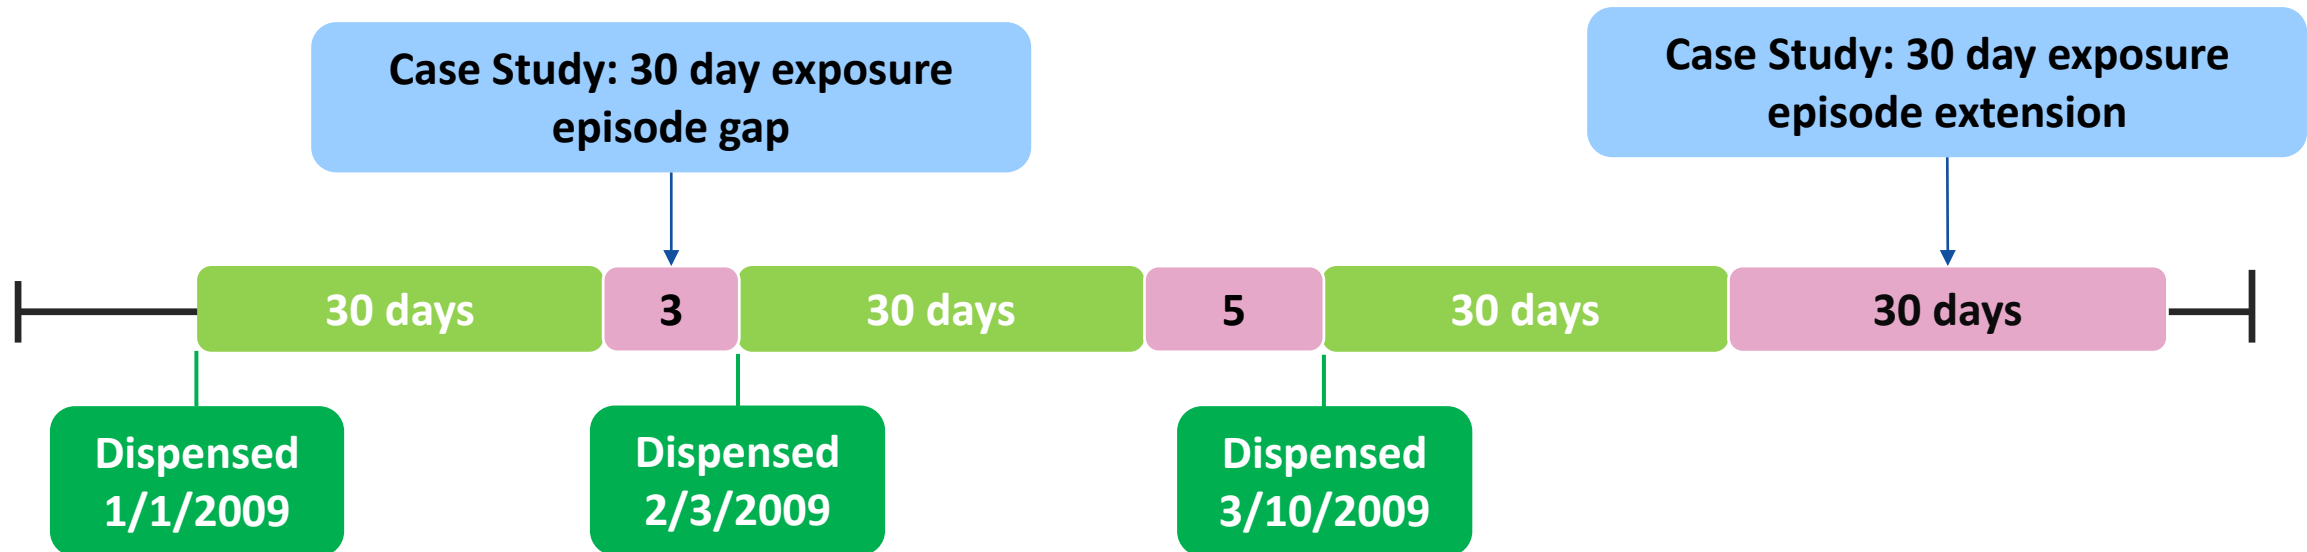 Case Study: 30 day exposure
episode gap
Case Study: 30 day exposure
episode extension
30 days
3
30 days
5
30 days
30 days
Dispensed
1/1/2009
Dispensed
2/3/2009
Dispensed
3/10/2009